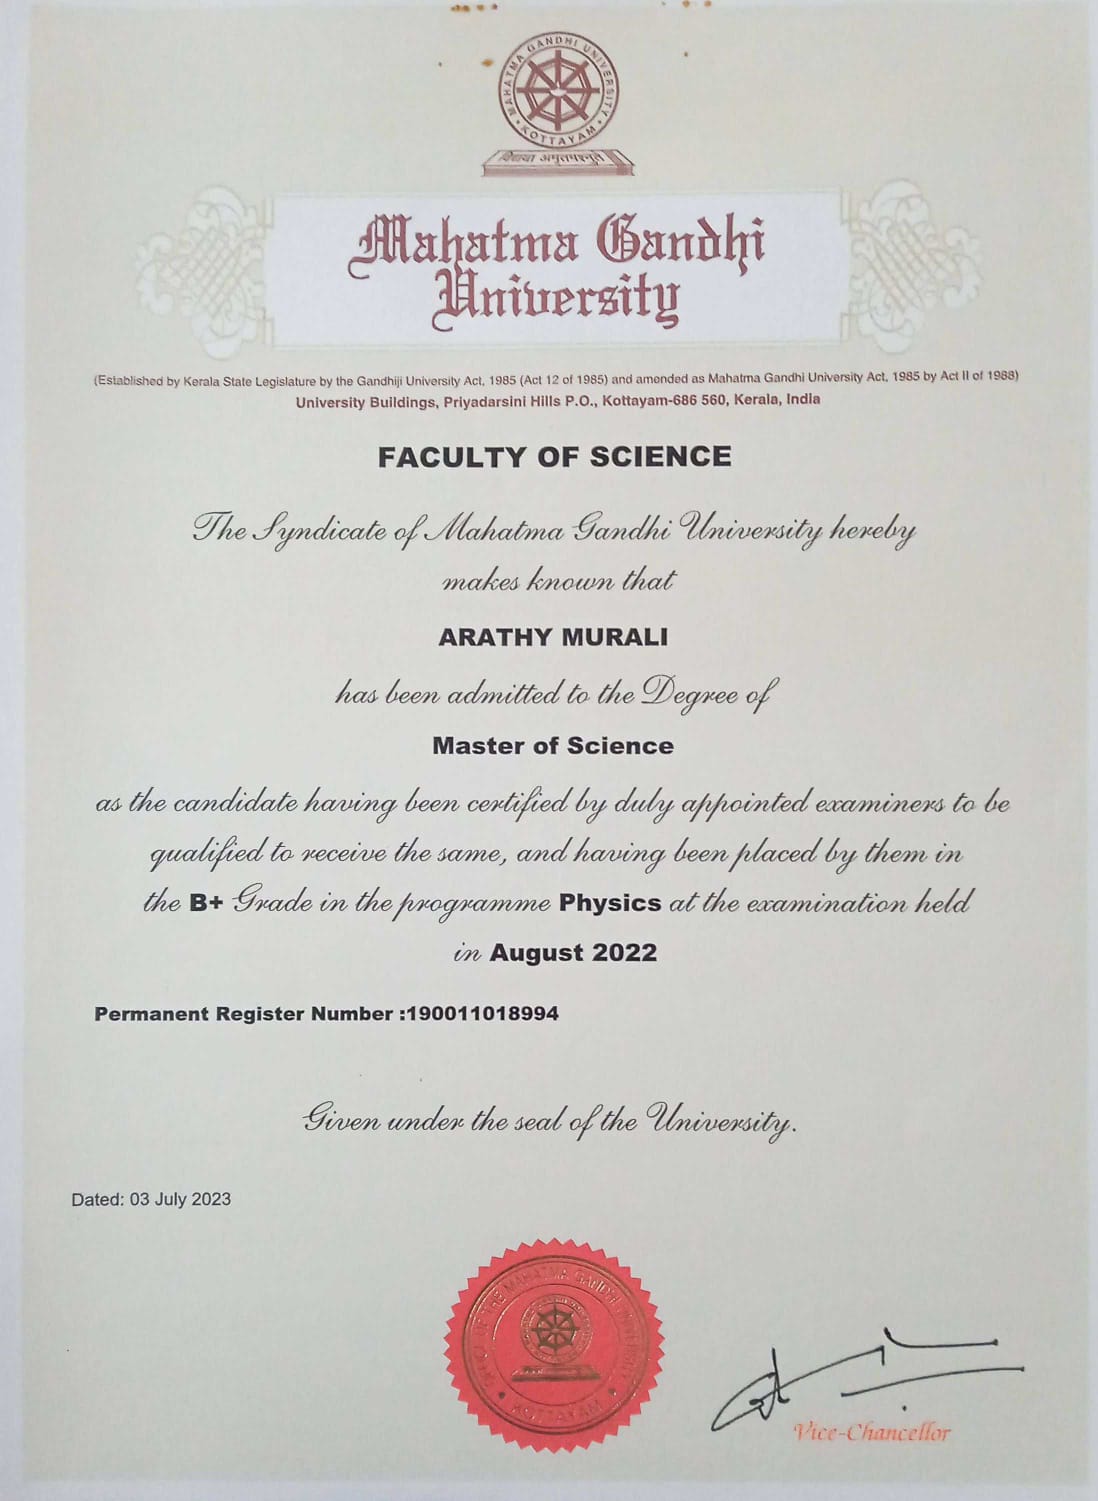 MAHATMA GANDHI UNIVERSITY
KOTTAYAM
विद्यया अमृतमश्नुते
Mahatma Gandhi
University
(Established by Kerala State Legislature by the Gandhiji University Act, 1985 (Act 12 of 1985) and amended as Mahatma Gandhi University Act, 1985 by Act II of 1988)
University Buildings, Priyadarsini Hills P.O., Kottayam-686 560, Kerala, India
FACULTY OF SCIENCE
The Syndicate of Mahatma Gandhi University hereby
makes known that
ARATHY MURALI
has been admitted to the Degree of
Master of Science
as the candidate having been certified by duly appointed examiners to be
qualified to receive the same, and having been placed by them in
the B+ Grade in the programme Physics at the examination held
in August 2022
Permanent Register Number :190011018994
Given under the seal of the University.
Dated: 03 July 2023
OF THE MAHATMA GANDHI UNIVERSITY
KOTTAYAM
Vice-Chancellor